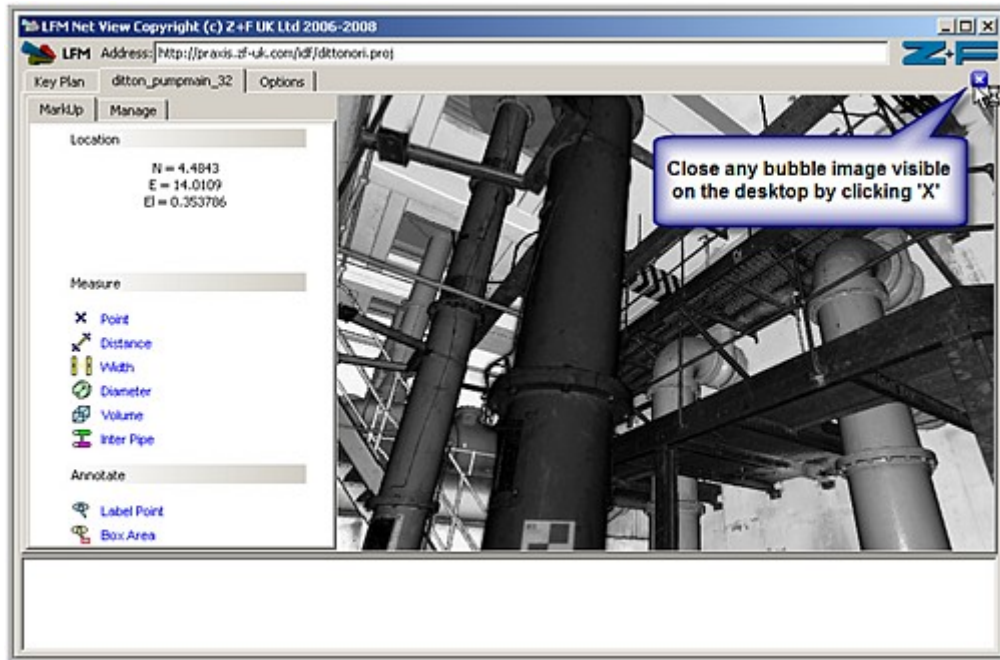 LFM Net View Copyright (c) Z+F UK Ltd 2006-2008
LFM Address: http://praxis.zf-uk.com/idf/dittonori.proj
Z+F
Key Plan ditton_pumpmain_32 Options
MarkUp Manage
Location
N = 4.4843
E = 14.0109
El = 0.353786
Close any bubble image visible
on the desktop by clicking 'X'
Measure
Point
Distance
Width
Diameter
Volume
Inter Pipe
Annotate
Label Point
Box Area